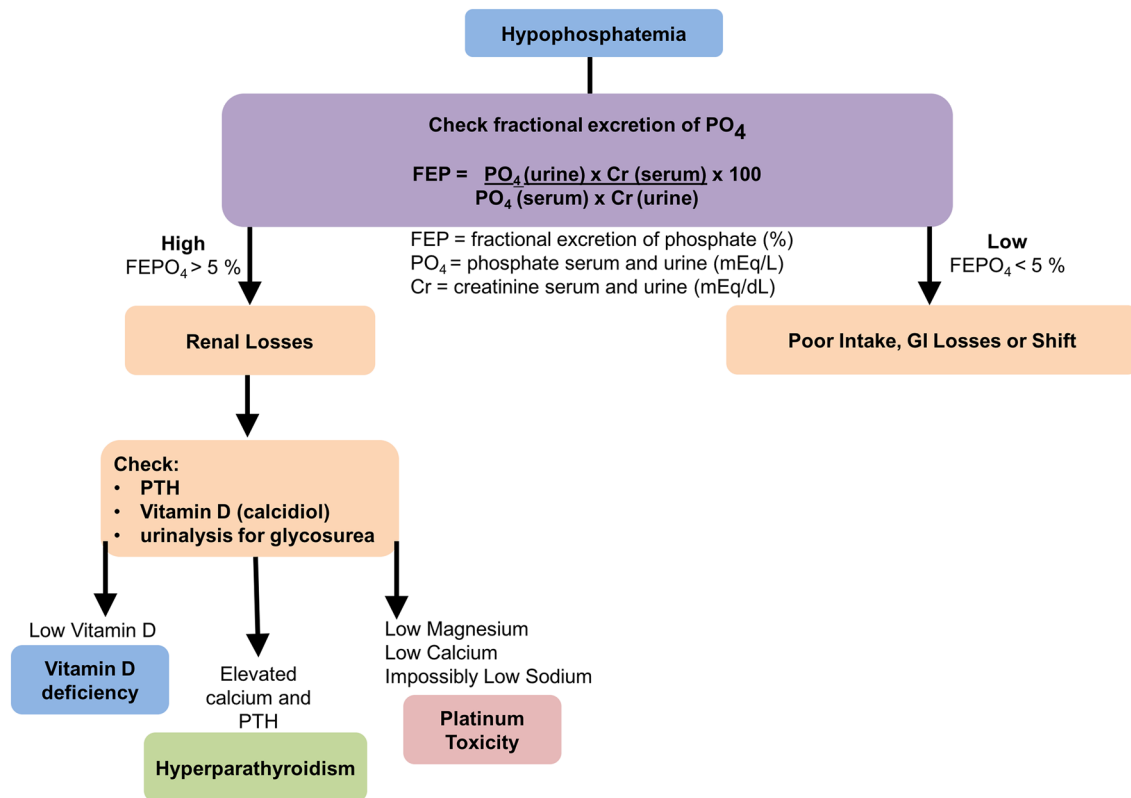 Hypophosphatemia
Check fractional excretion of PO4
FEP = PO4 (urine) x Cr (serum) x 100
PO4 (serum) x Cr (urine)
High
FEPO4 > 5 %
FEP = fractional excretion of phosphate (%)
PO4 = phosphate serum and urine (mEq/L)
Cr = creatinine serum and urine (mEq/dL)
Low
FEPO4 < 5 %
Renal Losses
Poor Intake, GI Losses or Shift
Check:
• PTH
• Vitamin D (calcidiol)
• urinalysis for glycosurea
Low Vitamin D
Vitamin D
deficiency
Elevated
calcium and
PTH
Hyperparathyroidism
Low Magnesium
Low Calcium
Impossibly Low Sodium
Platinum
Toxicity